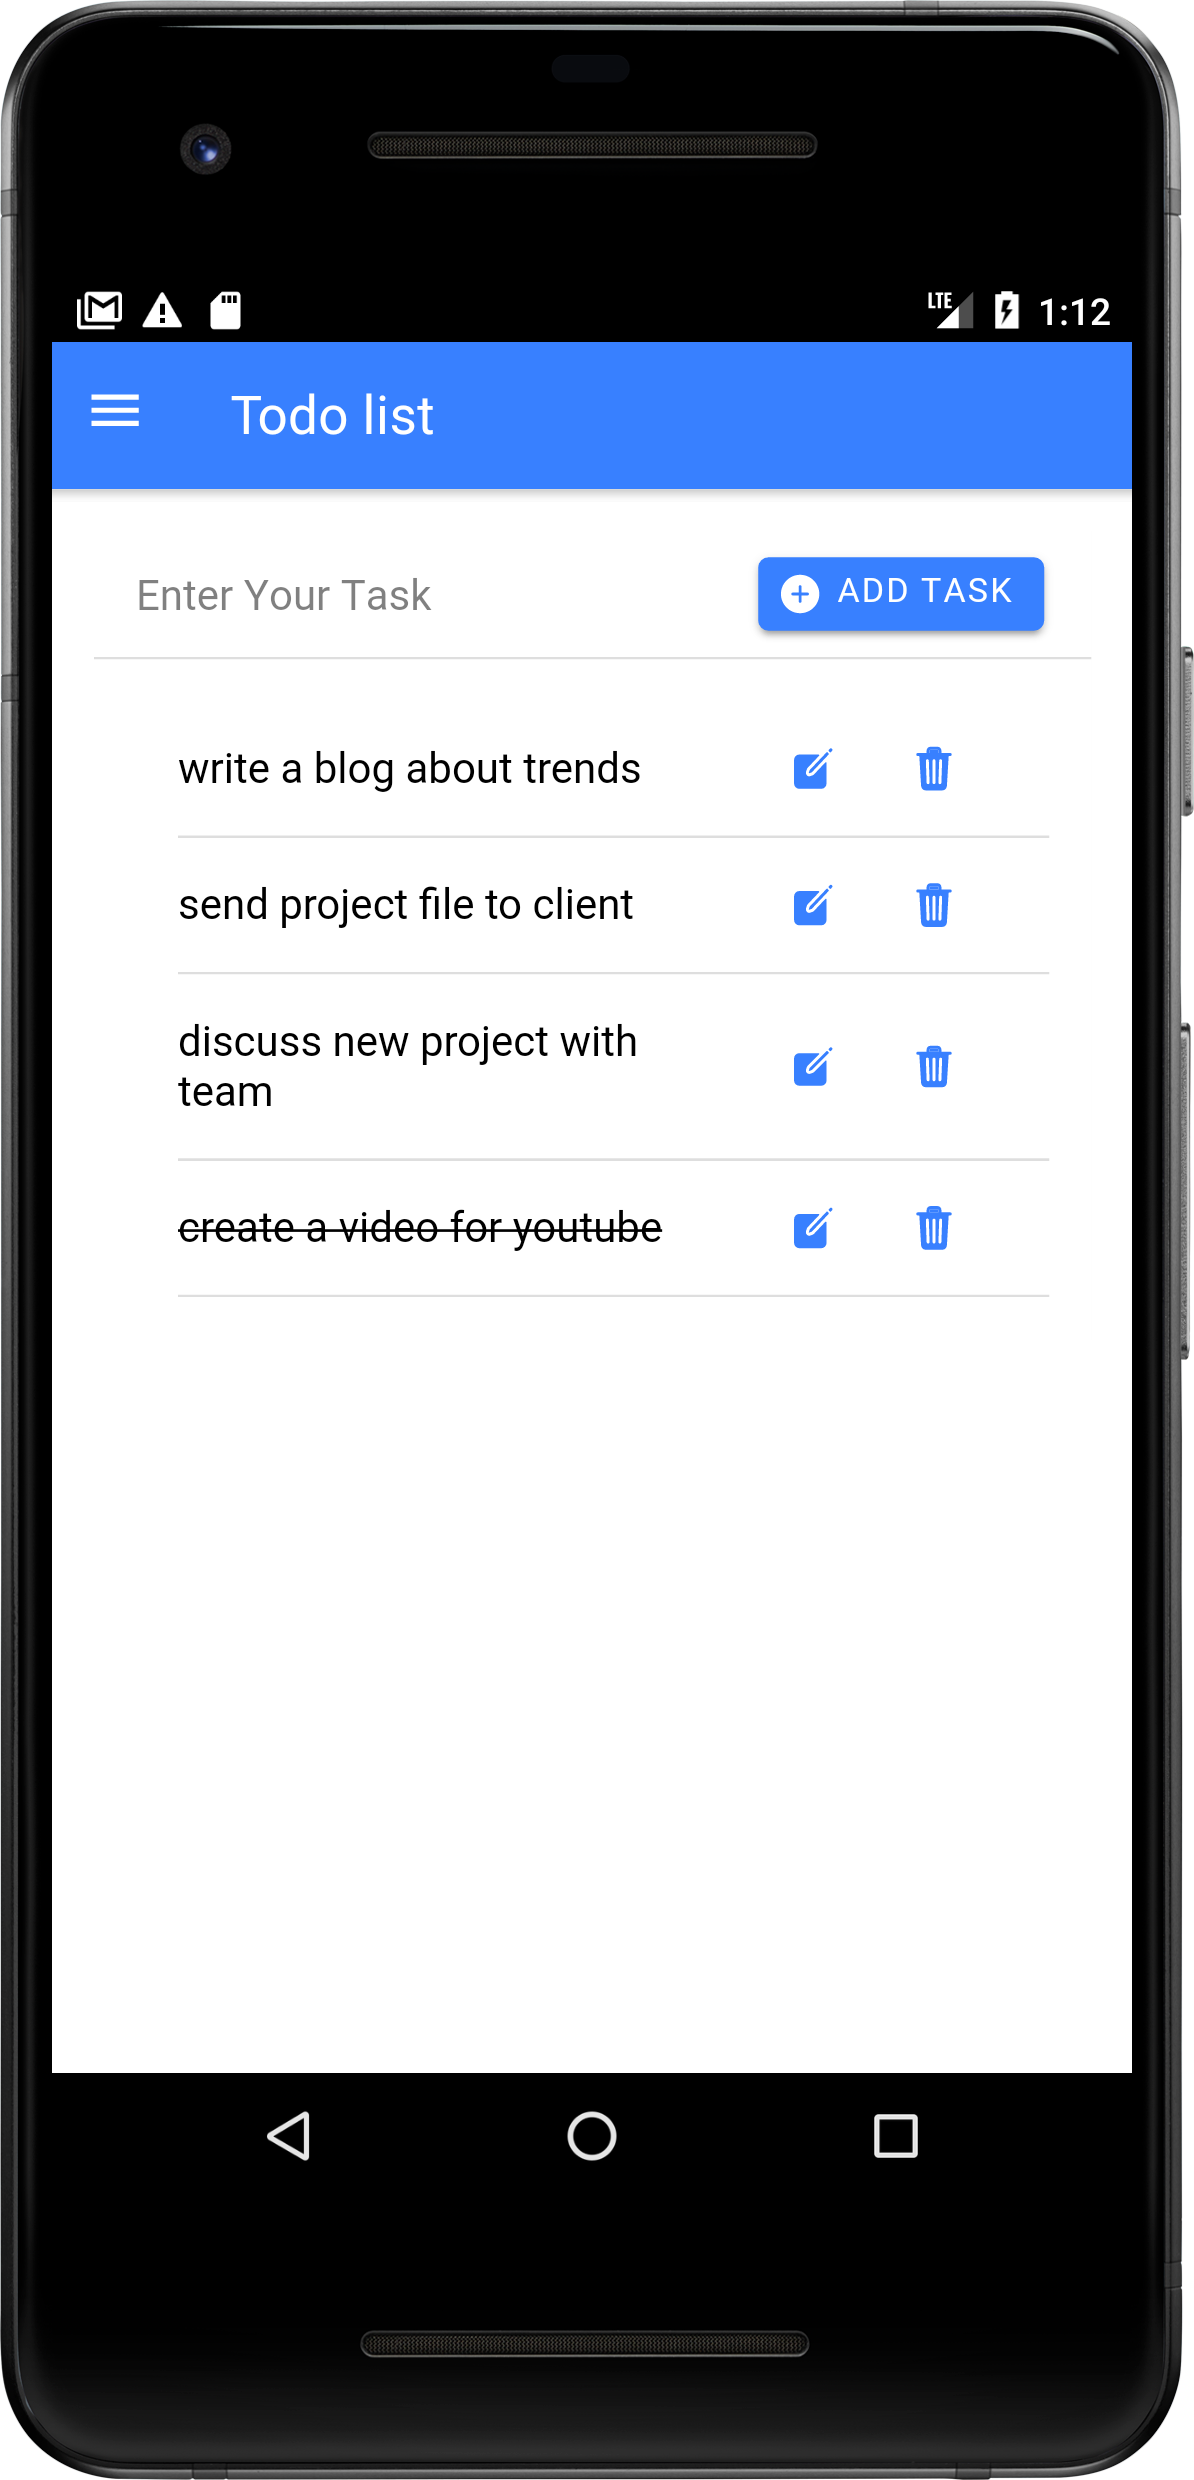 LTE 1:12
Todo list
Enter Your Task
ADD TASK
write a blog about trends
send project file to client
discuss new project with
team
create a video for youtube